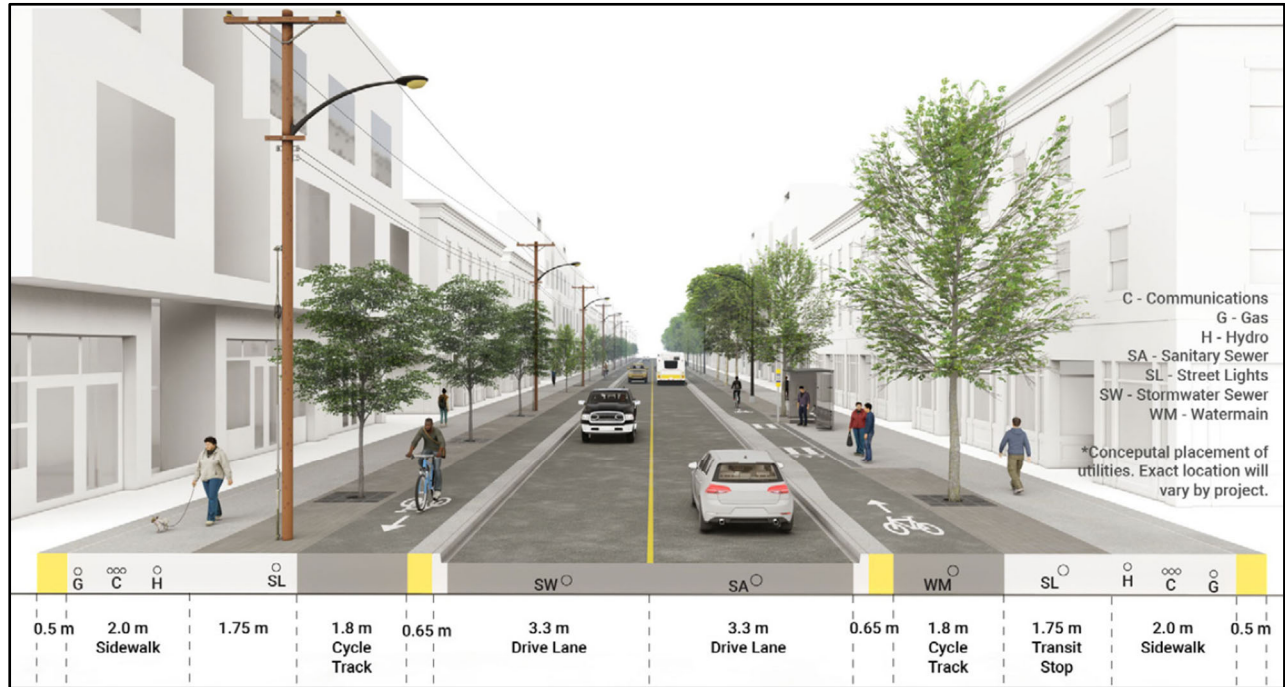 C - Communications
G - Gas
H - Hydro
SA - Sanitary Sewer
SL - Street Lights
SW - Stormwater Sewer
WM - Watermain
*Conceputal placement of
utilities. Exact location will
vary by project.
G C H SL SW SA WM SL H C G
0.5 m 2.0 m 1.75 m 1.8 m 0.65 m 3.3 m 3.3 m 0.65 m 1.8 m 1.75 m 2.0 m 0.5 m
Sidewalk Cycle Drive Lane Drive Lane Cycle Transit Sidewalk
Track Track Stop